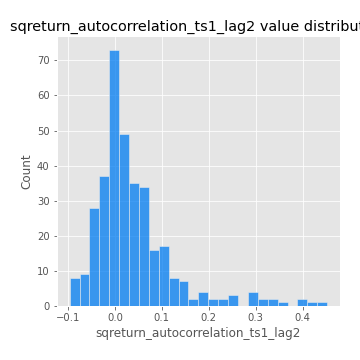 sqreturn_autocorrelation_ts1_lag2 value distribut
70
60
50
40
30
20
10
0
Count
−0.1 0.0 0.1 0.2 0.3 0.4
sqreturn_autocorrelation_ts1_lag2